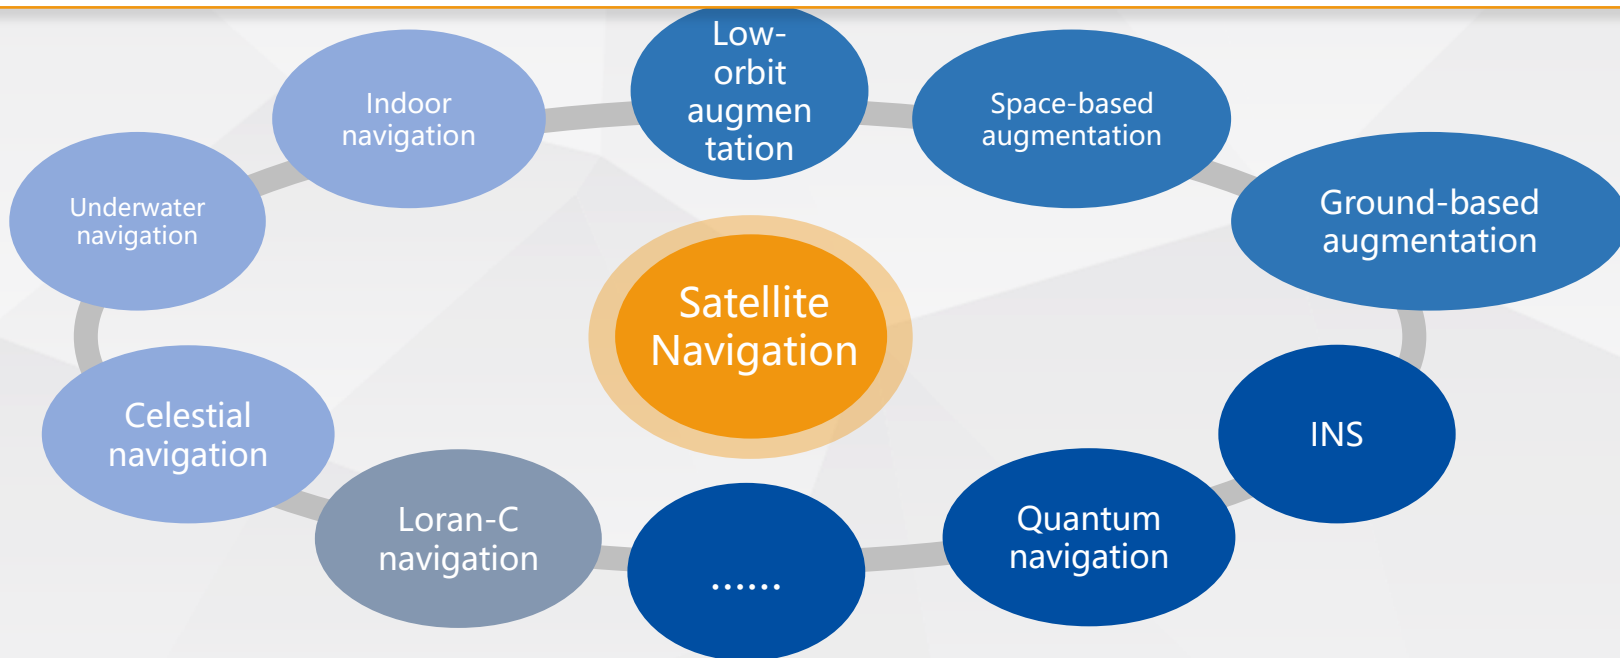 Low-
orbit
augmen
tation
Indoor
navigation
Space-based
augmentation
Underwater
navigation
Ground-based
augmentation
Satellite
Navigation
Celestial
navigation
INS
Loran-C
navigation
......
Quantum
navigation